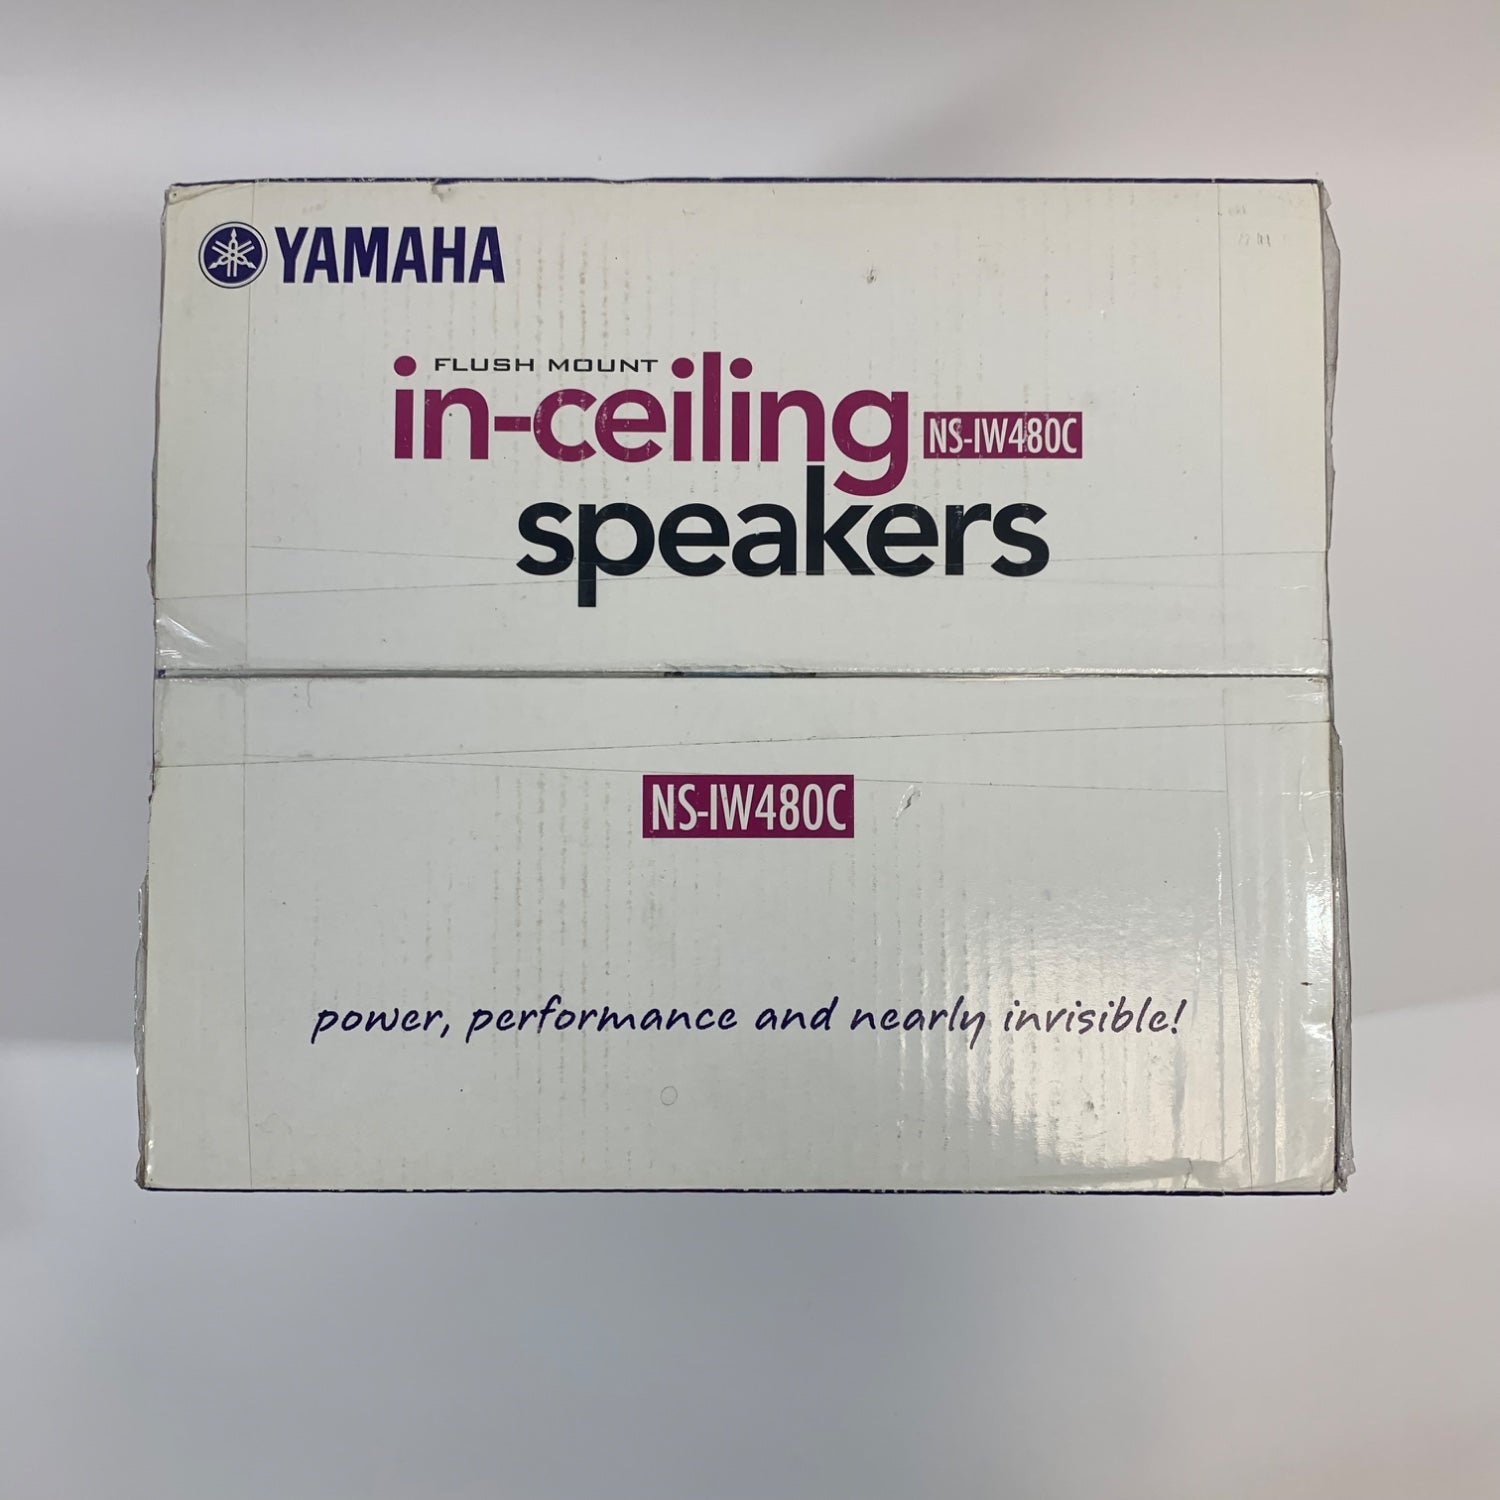 YAMAHA
FLUSH MOUNT
in-ceiling NS-IW480C
speakers
NS-IW480C
power, performance and nearly invisible!